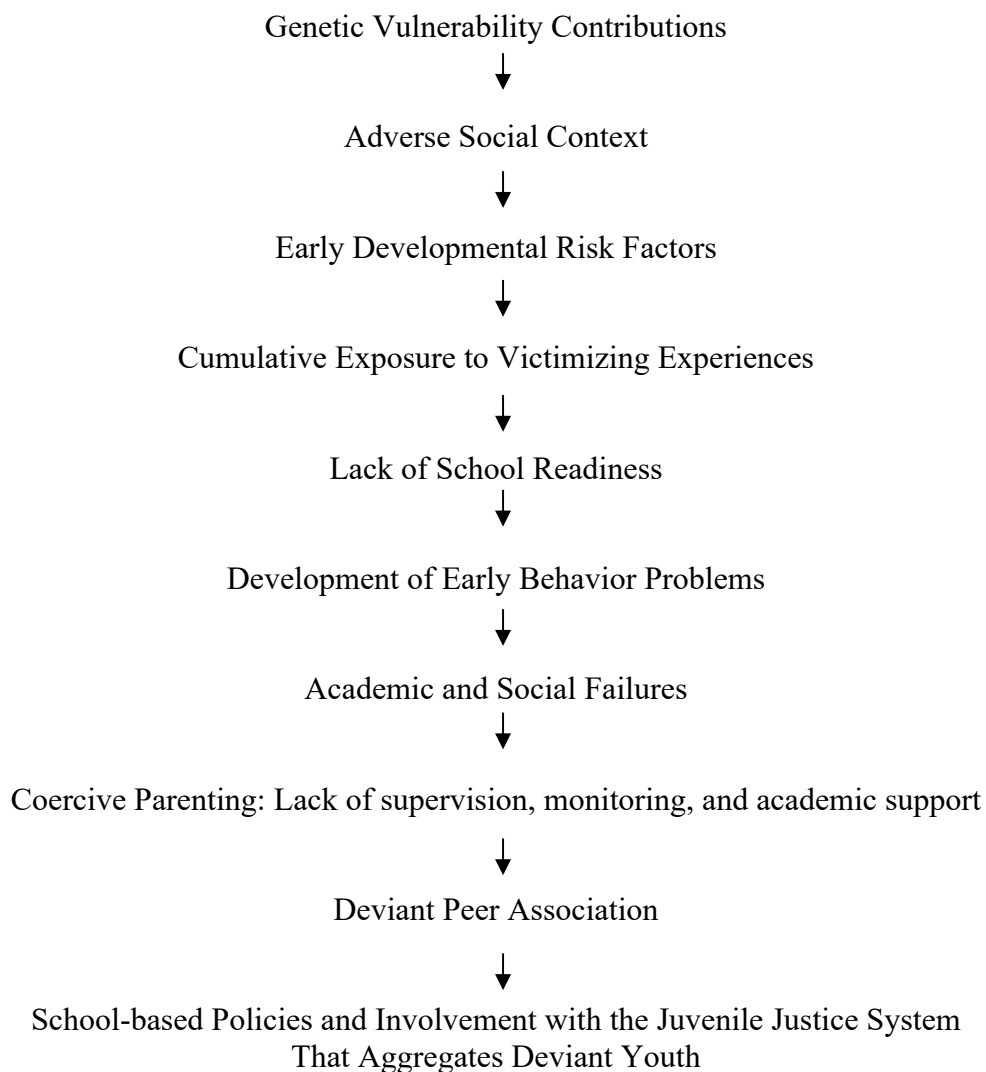 Genetic Vulnerability Contributions
Adverse Social Context
Early Developmental Risk Factors
Cumulative Exposure to Victimizing Experiences
Lack of School Readiness
Development of Early Behavior Problems
Academic and Social Failures
Coercive Parenting: Lack of supervision, monitoring, and academic support
Deviant Peer Association
School-based Policies and Involvement with the Juvenile Justice System
That Aggregates Deviant Youth